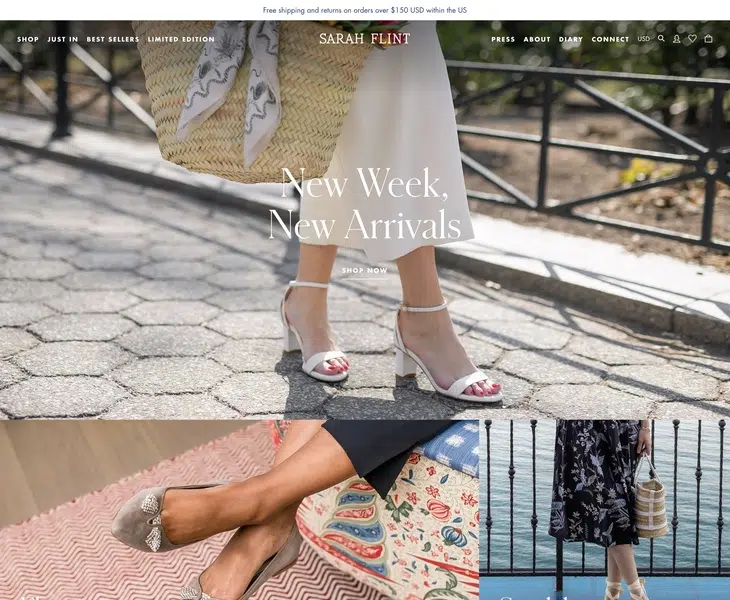 Free shipping and returns on orders over $150 USD within the US
SHOP JUST IN BEST SELLERS LIMITED EDITION
SARAH FLINT
PRESS ABOUT DIARY CONNECT USD
New Week,
New Arrivals
SHOP NOW